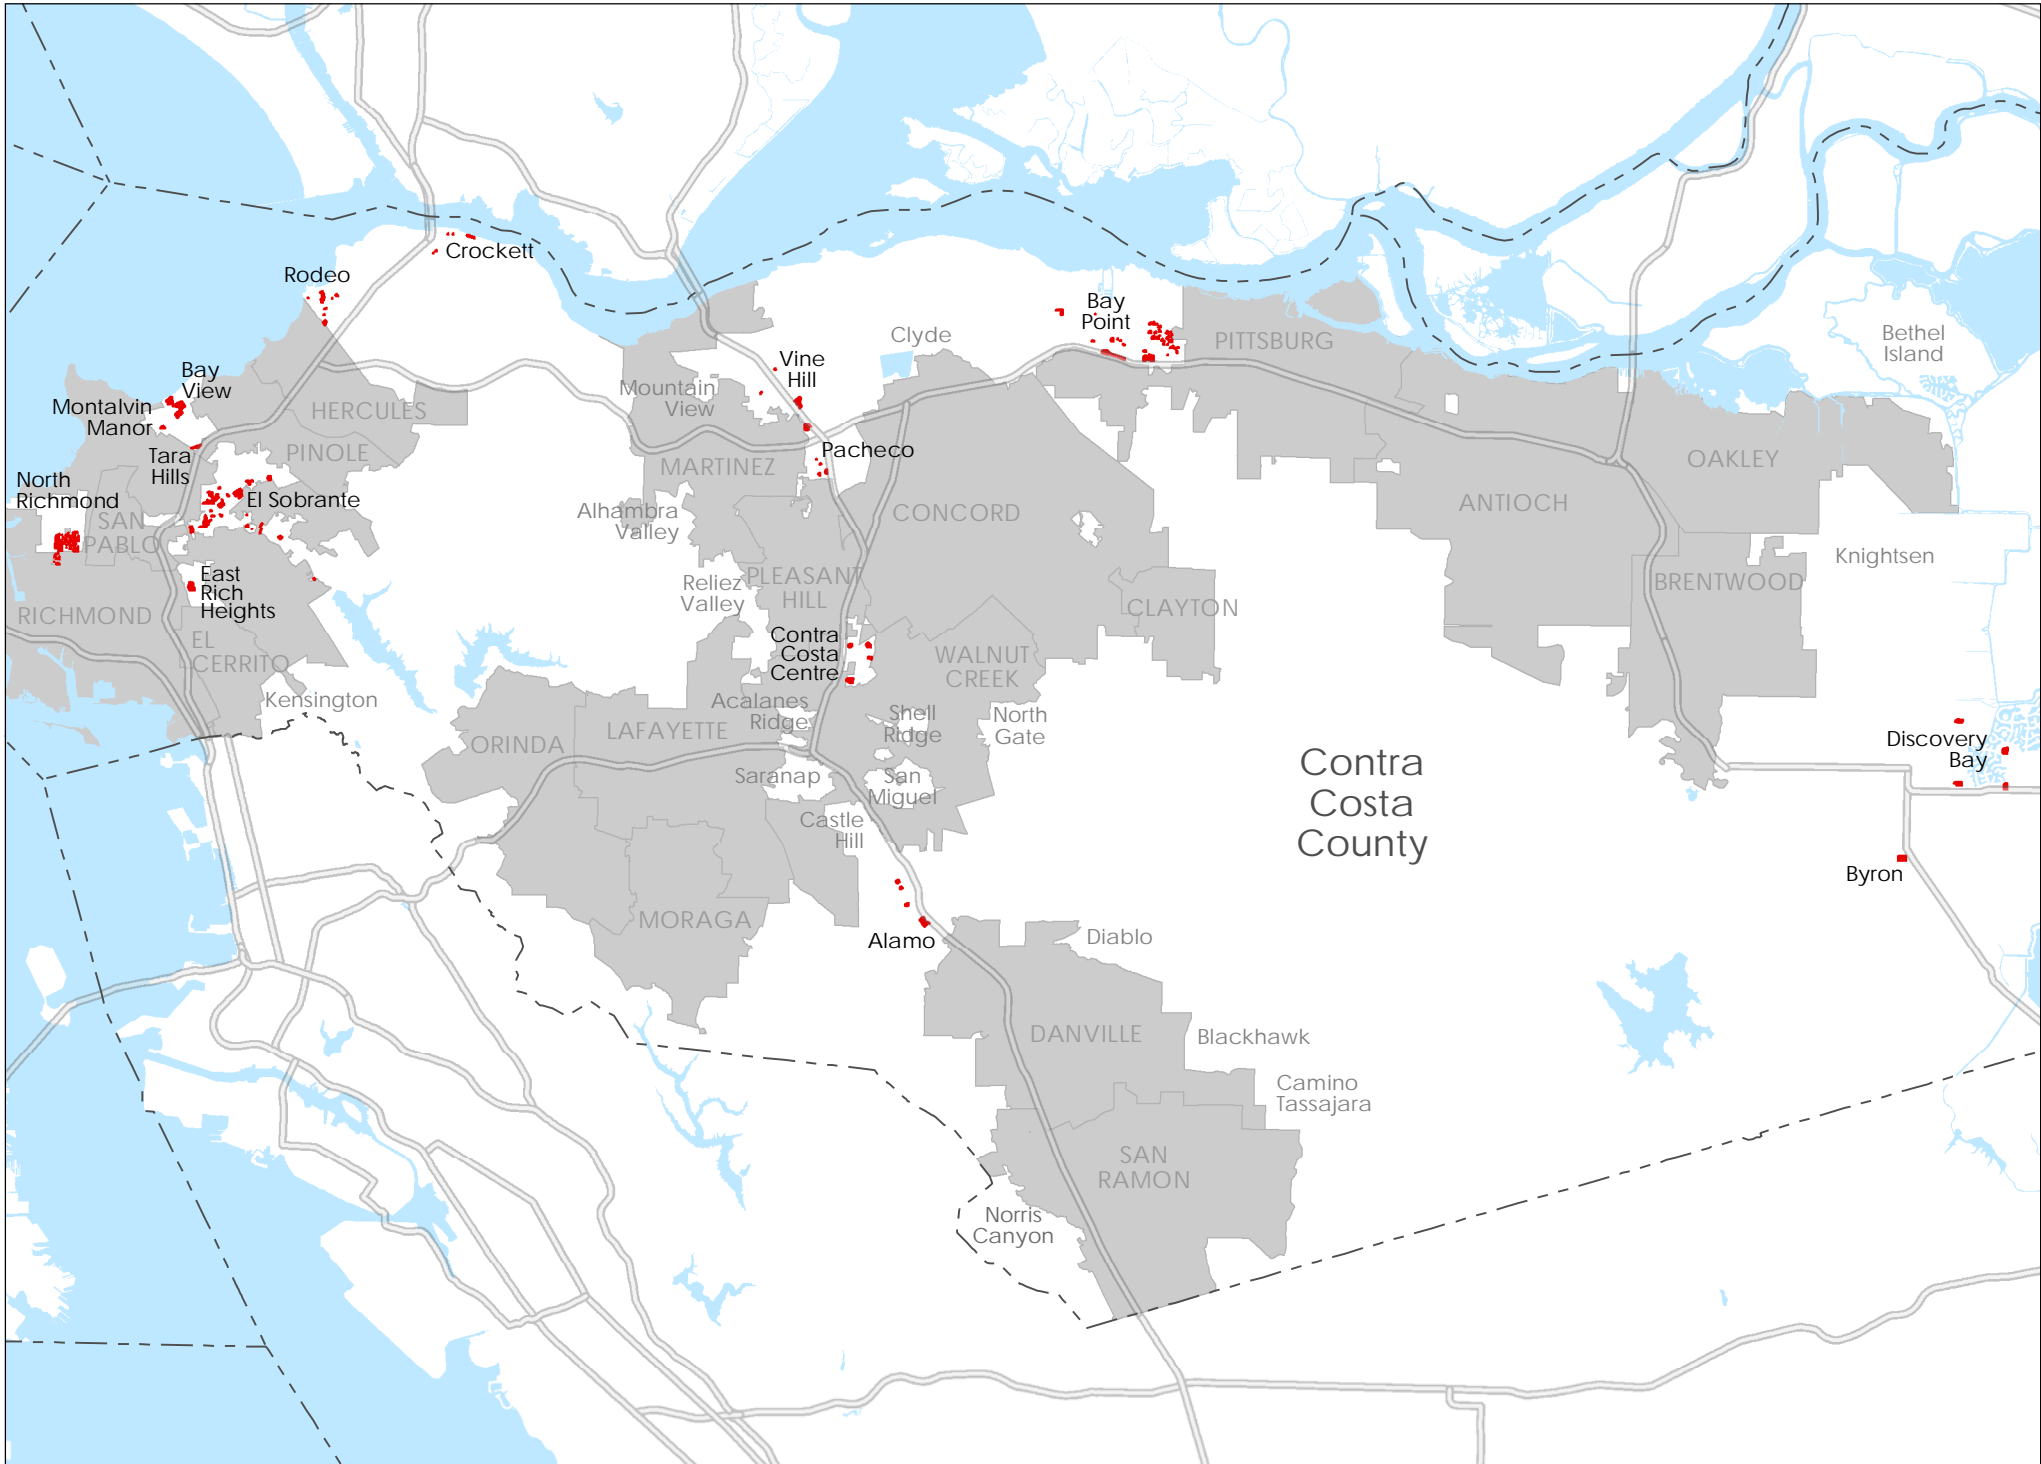 Crockett
Rodeo
Bay
Point
Clyde
PITTSBURG
Bethel
Island
Vine
Hill
Bay
View
Mountain
View
Montalvin
Manor
HERCULES
PINOLE
Tara
Hills
MARTINEZ
Pacheco
OAKLEY
North
Richmond
El Sobrante
SAN
PABLO
Alhambra
Valley
CONCORD
ANTIOCH
Knightsen
East
Rich
Heights
RICHMOND
Reliez
Valley
PLEASANT
HILL
CLAYTON
BRENTWOOD
EL
CERRITO
Contra
Costa
Centre
WALNUT
CREEK
Kensington
Acalanes
Ridge
Shell
Ridge
North
Gate
ORINDA
LAFAYETTE
Discovery
Bay
Saranap
San
Miguel
Contra
Costa
County
Castle
Hill
Byron
MORAGA
Alamo
Diablo
DANVILLE
Blackhawk
Camino
Tassajara
SAN
RAMON
Norris
Canyon